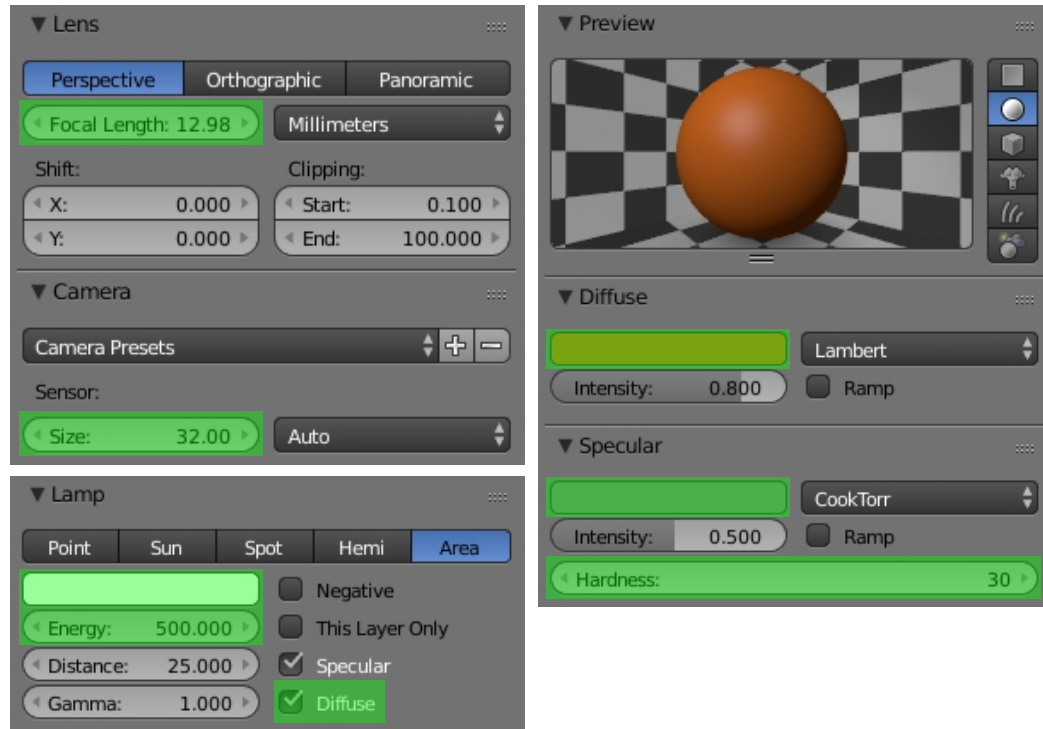 Lens
Perspective Orthographic Panoramic
Focal Length: 12.98 Millimeters
Shift: Clipping:
X: 0.000 Start: 0.100
Y: 0.000 End: 100.000
Camera
Camera Presets
Sensor:
Size: 32.00 Auto
Lamp
Point Sun Spot Hemi Area
Negative
Energy: 500.000 This Layer Only
Distance: 25.000 Specular
Gamma: 1.000 Diffuse
Preview
Diffuse
Lambert
Intensity: 0.800 Ramp
Specular
CookTorr
Intensity: 0.500 Ramp
Hardness: 30